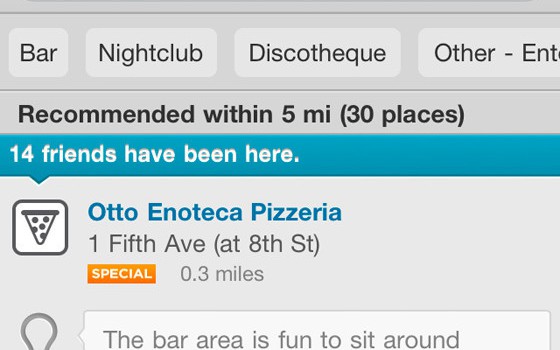 Bar Nightclub Discotheque Other - Ente
Recommended within 5 mi (30 places)
14 friends have been here.
Otto Enoteca Pizzeria
1 Fifth Ave (at 8th St)
SPECIAL 0.3 miles
The bar area is fun to sit around